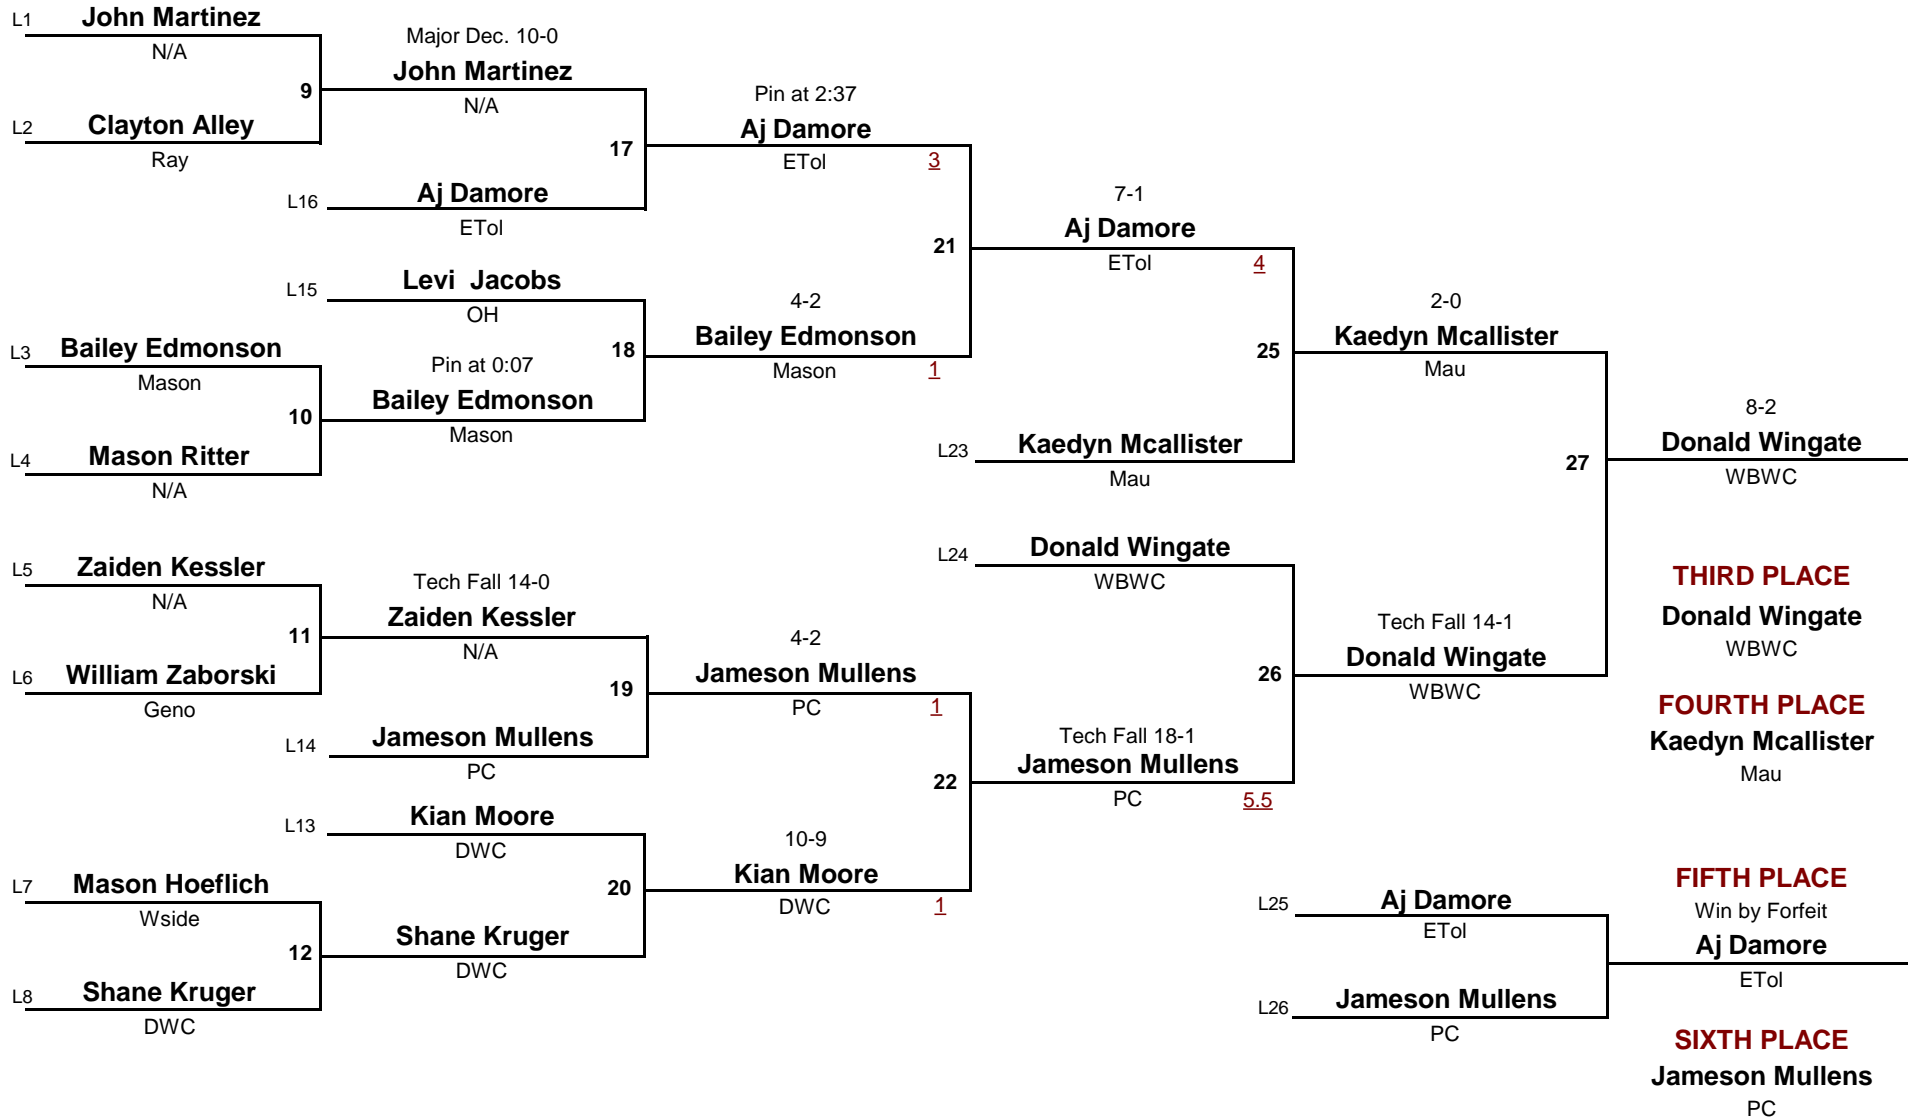 L1 John Martinez
N/A
9
L2 Clayton Alley
Ray
Major Dec. 10-0
John Martinez
N/A
17
L16 Aj Damore
ETol
Pin at 2:37
Aj Damore
ETol 3
21
7-1
Aj Damore
ETol 4
L15 Levi Jacobs
OH
18
L3 Bailey Edmonson
Mason
10
L4 Mason Ritter
N/A
Pin at 0:07
Bailey Edmonson
Mason
4-2
Bailey Edmonson
Mason 1
25
L23 Kaedyn Mcallister
Mau
2-0
Kaedyn Mcallister
Mau
27
8-2
Donald Wingate
WBWC
L5 Zaiden Kessler
N/A
11
L6 William Zaborski
Geno
Tech Fall 14-0
Zaiden Kessler
N/A
19
L14 Jameson Mullens
PC
4-2
Jameson Mullens
PC 1
22
L24 Donald Wingate
WBWC
26
Tech Fall 18-1
Jameson Mullens
PC 5.5
Tech Fall 14-1
Donald Wingate
WBWC
THIRD PLACE
Donald Wingate
WBWC
FOURTH PLACE
Kaedyn Mcallister
Mau
L13 Kian Moore
DWC
20
L7 Mason Hoeflich
Wside
12
L8 Shane Kruger
DWC
Shane Kruger
DWC
10-9
Kian Moore
DWC 1
L25 Aj Damore
ETol
L26 Jameson Mullens
PC
FIFTH PLACE
Win by Forfeit
Aj Damore
ETol
SIXTH PLACE
Jameson Mullens
PC